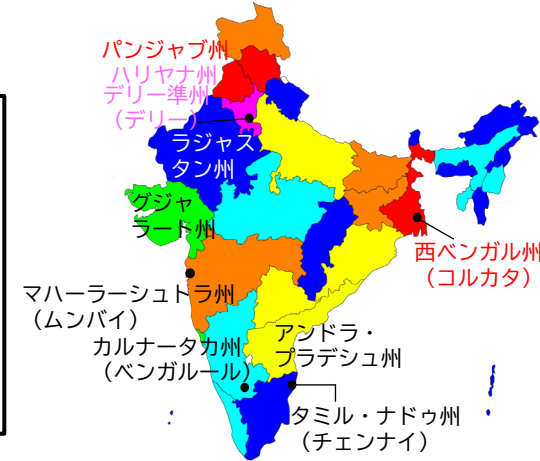 パンジャブ州
ハリヤナ州
デリー準州
（デリー）
ラジャス
タン州
グジャ
ラート州
西ベンガル州
（コルカタ）
マハーラーシュトラ州
（ムンバイ）
カルナータカ州
（ベンガルール）
アンドラ・
プラデシュ州
タミル・ナドゥ州
（チェンナイ）